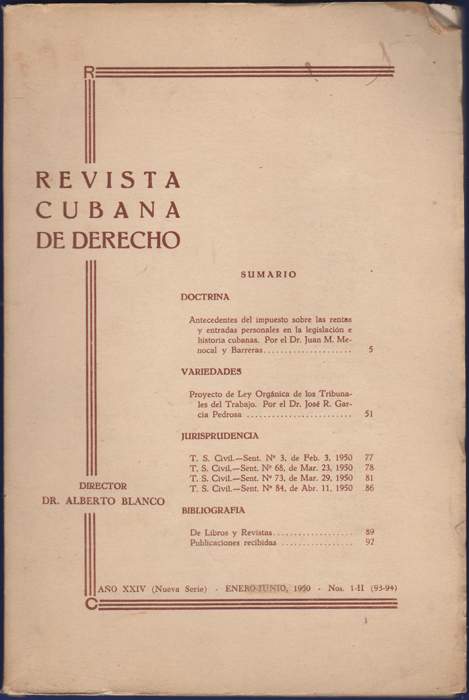 R
REVISTA
CUBANA
DE DERECHO
SUMARIO
DOCTRINA
Antecedentes del impuesto sobre las rentas
y entradas personales en la legislación e
historia cubanas. Por el Dr. Juan M. Me-
nocal y Barreras..................... 5
VARIEDADES
Proyecto de Ley Orgánica de los Tribuna-
les del Trabajo. Por el Dr. José R. Gar-
cia Pedrosa ......................... 51
JURISPRUDENCIA
T. S. Civil.—Sent. Nº 3, de Feb. 3, 1950 77
T. S. Civil.—Sent. Nº 68, de Mar. 23, 1950 78
T. S. Civil.—Sent. Nº 73, de Mar. 29, 1950 81
T. S. Civil.—Sent. Nº 84, de Abr. 11, 1950 86
BIBLIOGRAFIA
De Libros y Revistas................... 89
Publicaciones recibidas ................. 92
DIRECTOR
DR. ALBERTO BLANCO
AÑO XXIV (Nueva Serie) - ENERO-JUNIO, 1950 - Nos. 1-II (93-94)
C